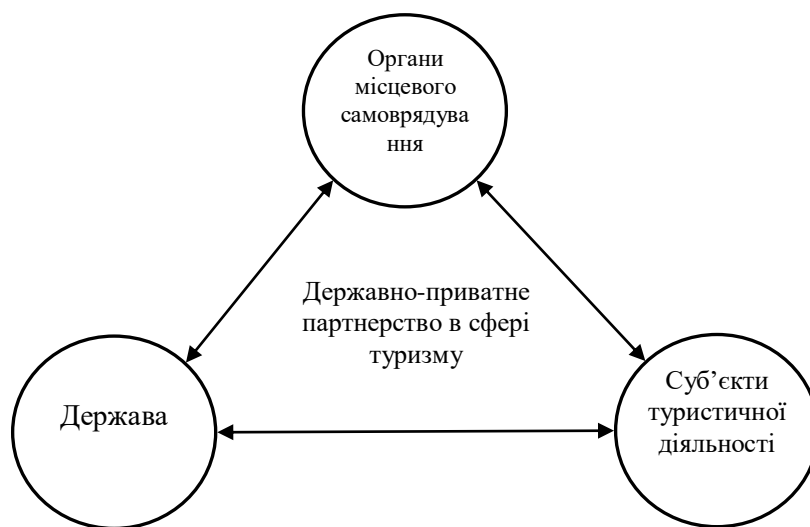 Органи
місцевого
самоврядува
ння
Державно-приватне
партнерство в сфері
туризму
Держава
Суб’єкти
туристичної
діяльності